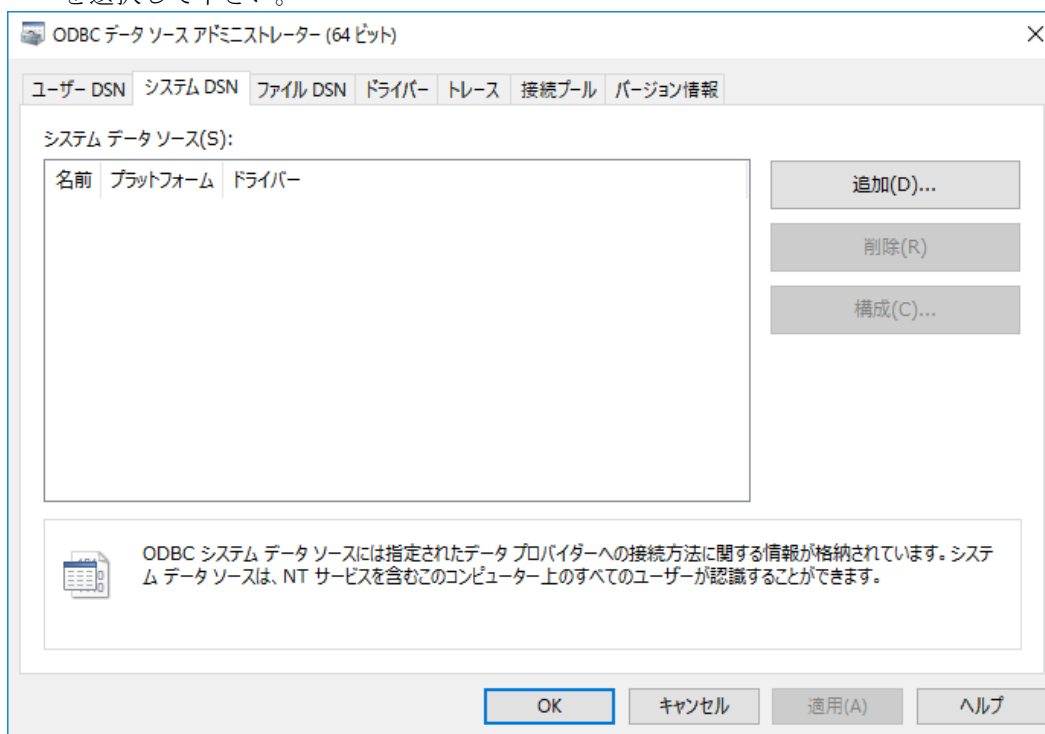 を選択して下さい。
ODBC データ ソース アドミニストレーター (64 ビット)
ユーザー DSN システム DSN ファイル DSN ドライバー トレース 接続プール バージョン情報
システム データ ソース(S):
名前 プラットフォーム ドライバー
追加(D)...
削除(R)
構成(C)...
ODBC システム データ ソースには指定されたデータ プロバイダーへの接続方法に関する情報が格納されています。システ
ム データ ソースは、NT サービスを含むこのコンピューター上のすべてのユーザーが認識することができます。
OK キャンセル 適用(A) ヘルプ